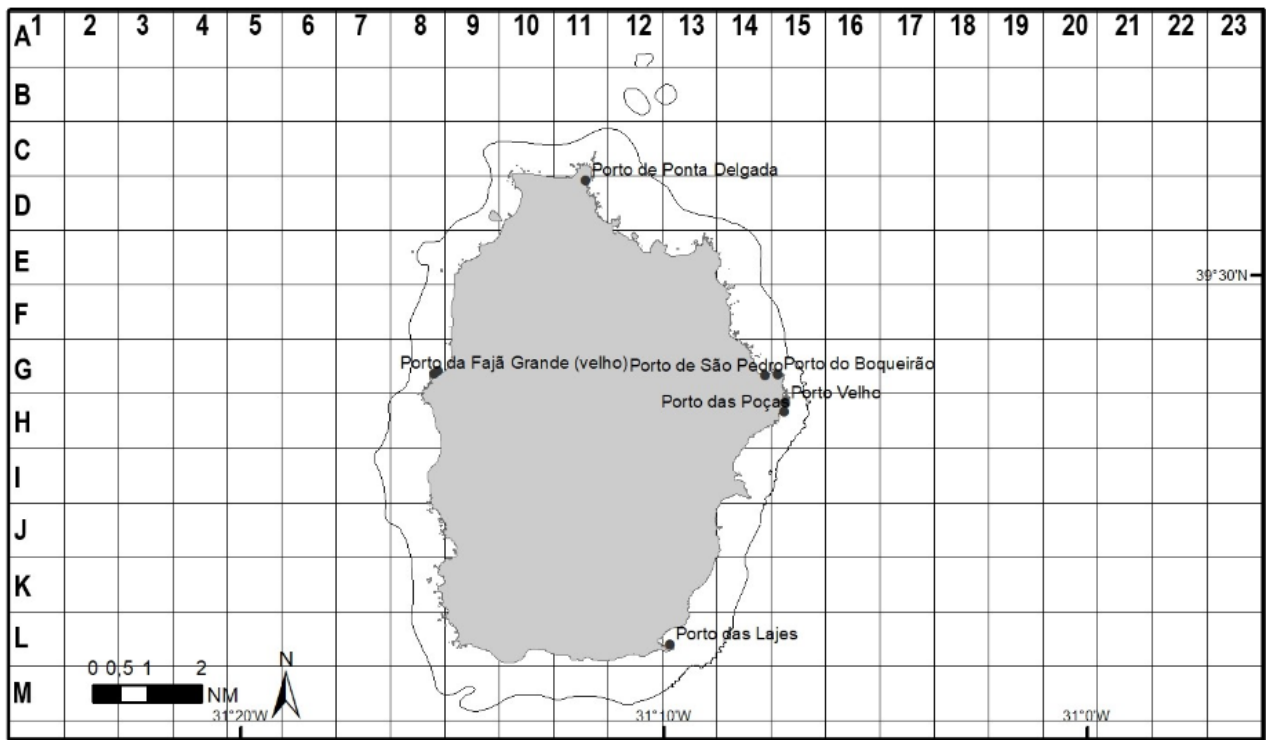 A1 2 3 4 5 6 7 8 9 10 11 12 13 14 15 16 17 18 19 20 21 22 23
B
C
Porto de Ponta Delgada
D
E
39°30'N
F
G
Porto da Fajã Grande (velho) Porto de São Pedro Porto do Boqueirão
Porto Velho
Porto das Poças
H
I
J
K
L
Porto das Lajes
0 0,5 1 2
NM
N
M
31°20'W 31°10'W 31°0'W